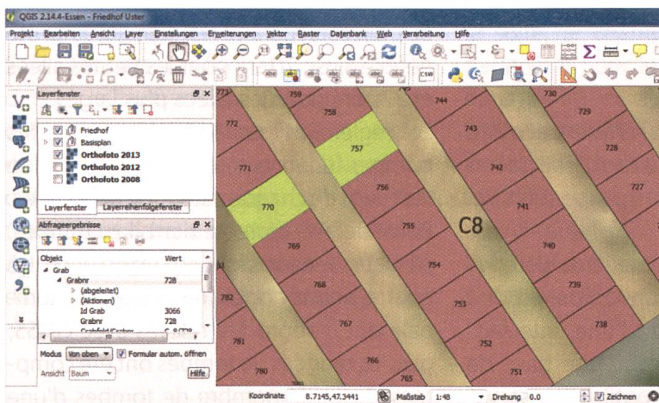 QGIS 2.14.4-Essen - Friedhof Uster
Projekt Bearbeiten Ansicht Layer Einstellungen Erweiterungen Vektor Raster Datenbank Web Verarbeitung Hilfe
CSW
Layerfenster
Friedhof
Basisplan
Orthofoto 2013
Orthofoto 2012
Orthofoto 2008
Layerfenster Layerreihenfolgefenster
Abfrageergebnisse
Objekt Wert
Grab
Grabnr 728
(abgeleitet)
(Aktionen)
Id Grab 3066
Grabnr 728
Modus Von oben Formular autom. öffnen
Ansicht Baum Hilfe
772
771
770
769
768
767
766
765
759
758
757
756
755
754
753
752
751
782
781
780
744
743
742
741
740
739
738
C8
730
729
728
727
Koordinate 8.7145,47.3441 Maßstab 1:48 Drehung 0.0 Zeichnen